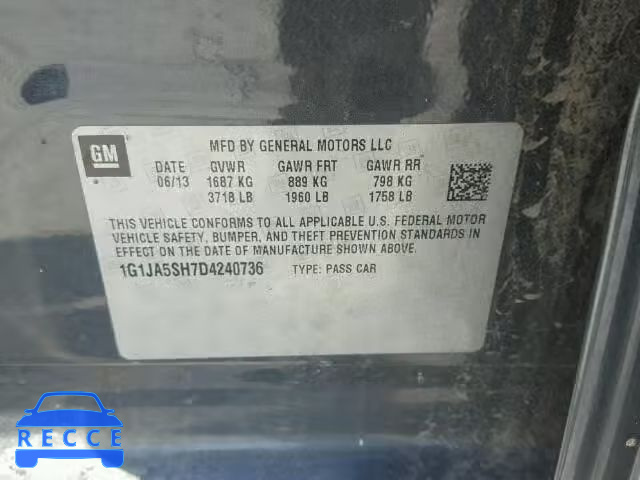 GM
MFD BY GENERAL MOTORS LLC
DATE GVWR GAWR FRT GAWR RR
06/13 1687 KG 889 KG 798 KG
3718 LB 1960 LB 1758 LB
THIS VEHICLE CONFORMS TO ALL APPLICABLE U.S. FEDERAL MOTOR
VEHICLE SAFETY, BUMPER, AND THEFT PREVENTION STANDARDS IN
EFFECT ON THE DATE OF MANUFACTURE SHOWN ABOVE.
1G1JA5SH7D4240736 TYPE: PASS CAR
RECCE